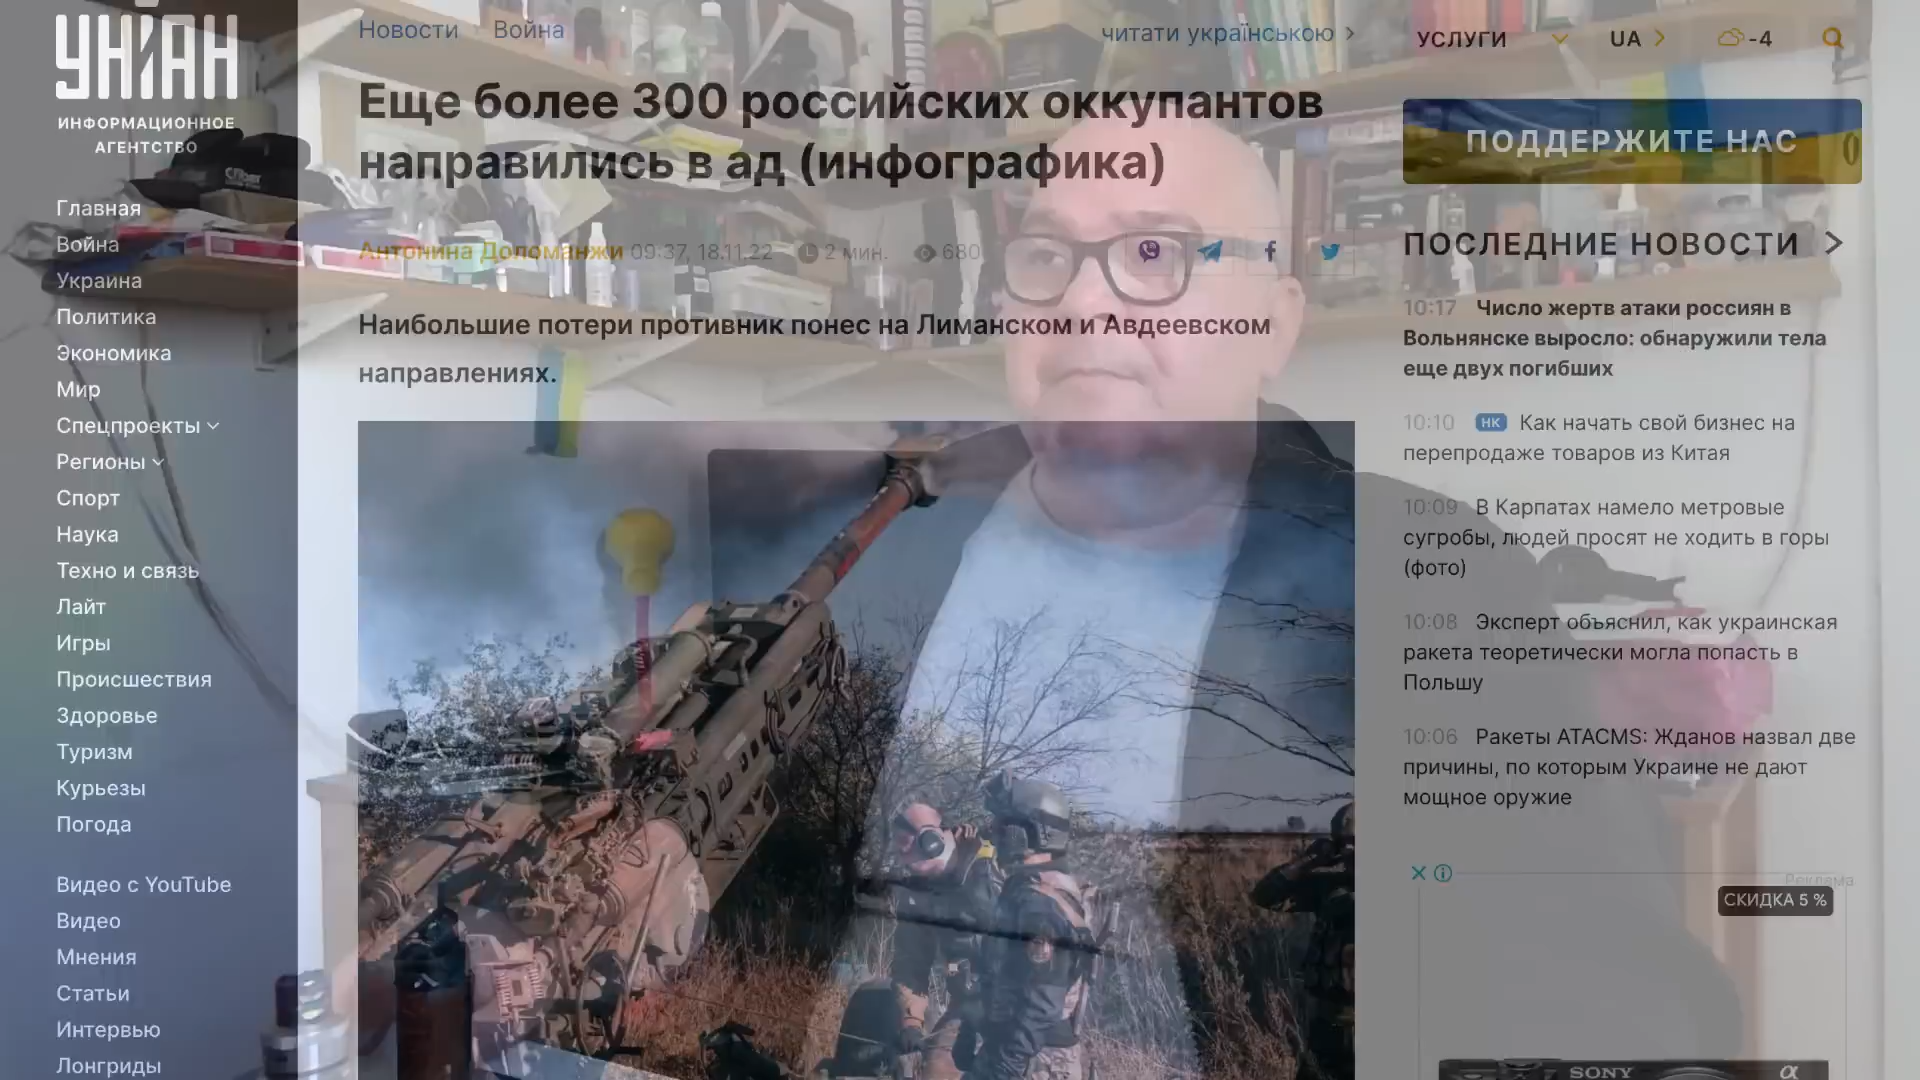 УНІАН
ИНФОРМАЦИОННОЕ
АГЕНТСТВО
Главная
Война
Украина
Политика
Экономика
Мир
Спецпроекты
Регионы
Спорт
Наука
Техно и связь
Лайт
Игры
Происшествия
Здоровье
Туризм
Курьезы
Погода
Видео с YouTube
Видео
Мнения
Статьи
Интервью
Лонгриды
Новости Война
читати українською
Еще более 300 российских оккупантов
направились в ад (инфографика)
Антонина Доломанжи 09:37, 18.11.22 2 мин. 680
Наибольшие потери противник понес на Лиманском и Авдеевском
направлениях.
УСЛУГИ UA -4
ПОДДЕРЖИТЕ НАС
ПОСЛЕДНИЕ НОВОСТИ
10:17 Число жертв атаки россиян в
Вольнянске выросло: обнаружили тела
еще двух погибших
10:10 НК Как начать свой бизнес на
перепродаже товаров из Китая
10:09 В Карпатах намело метровые
сугробы, людей просят не ходить в горы
(фото)
10:08 Эксперт объяснил, как украинская
ракета теоретически могла попасть в
Польшу
10:06 Ракеты ATACMS: Жданов назвал две
причины, по которым Украине не дают
мощное оружие
Реклама
СКИДКА 5 %
SONY α